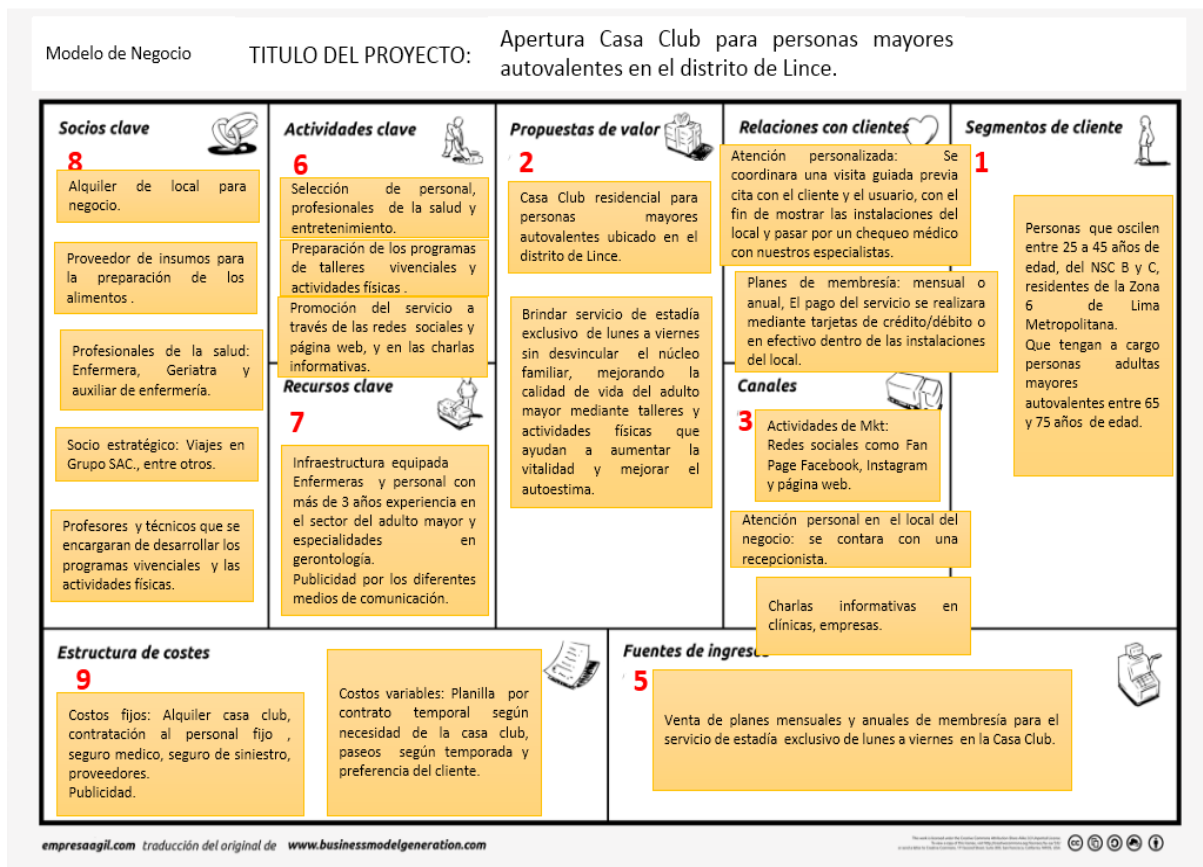 Modelo de Negocio
TITULO DEL PROYECTO:
Apertura Casa Club para personas mayores
autovalentes en el distrito de Lince.
Socios clave
8
Alquiler de local para
negocio.
Proveedor de insumos para
la preparación de los
alimentos .
Profesionales de la salud:
Enfermera, Geriatra y
auxiliar de enfermería.
Socio estratégico: Viajes en
Grupo SAC., entre otros.
Profesores y técnicos que se
encargaran de desarrollar los
programas vivenciales y las
actividades físicas.
Actividades clave
6
Selección de personal,
profesionales de la salud y
entretenimiento.
Preparación de los programas
de talleres vivenciales y
actividades físicas .
Promoción del servicio a
través de las redes sociales y
página web, y en las charlas
informativas.
Recursos clave
7
Infraestructura equipada
Enfermeras y personal con
más de 3 años experiencia en
el sector del adulto mayor y
especialidades en
gerontología.
Publicidad por los diferentes
medios de comunicación.
Propuestas de valor
2
Casa Club residencial para
personas mayores
autovalentes ubicado en el
distrito de Lince.
Brindar servicio de estadía
exclusivo de lunes a viernes
sin desvincular el núcleo
familiar, mejorando la
calidad de vida del adulto
mayor mediante talleres y
actividades físicas que
ayudan a aumentar la
vitalidad y mejorar el
autoestima.
Relaciones con clientes
Atención personalizada: Se
coordinara una visita guiada previa
cita con el cliente y el usuario, con el
fin de mostrar las instalaciones del
local y pasar por un chequeo médico
con nuestros especialistas.
Planes de membresía: mensual o
anual, El pago del servicio se realizara
mediante tarjetas de crédito/débito o
en efectivo dentro de las instalaciones
del local.
Canales
3
Actividades de Mkt:
Redes sociales como Fan
Page Facebook, Instagram
y página web.
Atención personal en el local del
negocio: se contara con una
recepcionista.
Charlas informativas en
clínicas, empresas.
Segmentos de cliente
1
Personas que oscilen
entre 25 a 45 años de
edad, del NSC B y C,
residentes de la Zona
6 de Lima
Metropolitana.
Que tengan a cargo
personas adultas
mayores
autovalentes entre 65
y 75 años de edad.
Estructura de costes
9
Costos fijos: Alquiler casa club,
contratación al personal fijo ,
seguro medico, seguro de siniestro,
proveedores.
Publicidad.
Costos variables: Planilla por
contrato temporal según
necesidad de la casa club,
paseos según temporada y
preferencia del cliente.
Fuentes de ingreso
5
Venta de planes mensuales y anuales de membresía para el
servicio de estadía exclusivo de lunes a viernes en la Casa Club.
empresaagil.com traducción del original de www.businessmodelgeneration.com